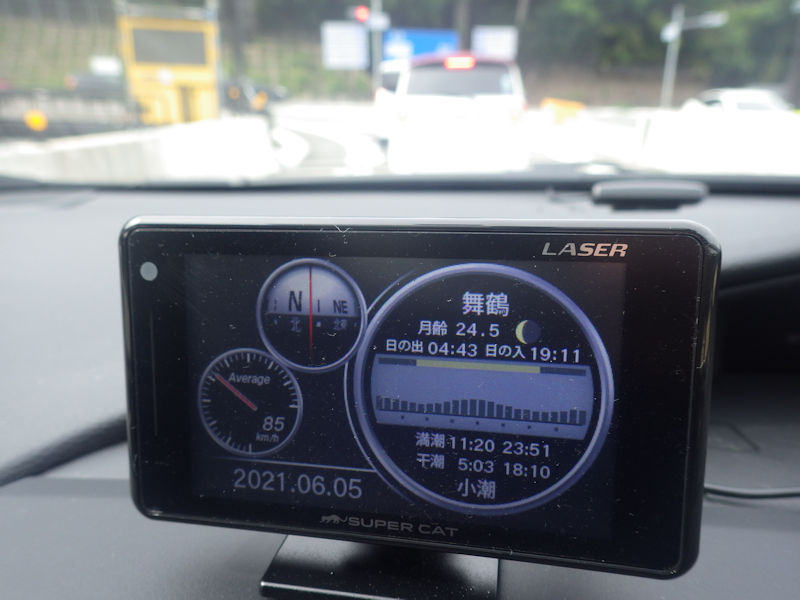 LASER
N NE
北
Average
85
km/h
2021.06.05
舞鶴
月齢 24.5
日の出 04:43 日の入 19:11
満潮 11:20 23:51
干潮 5:03 18:10
小潮
SUPER CAT